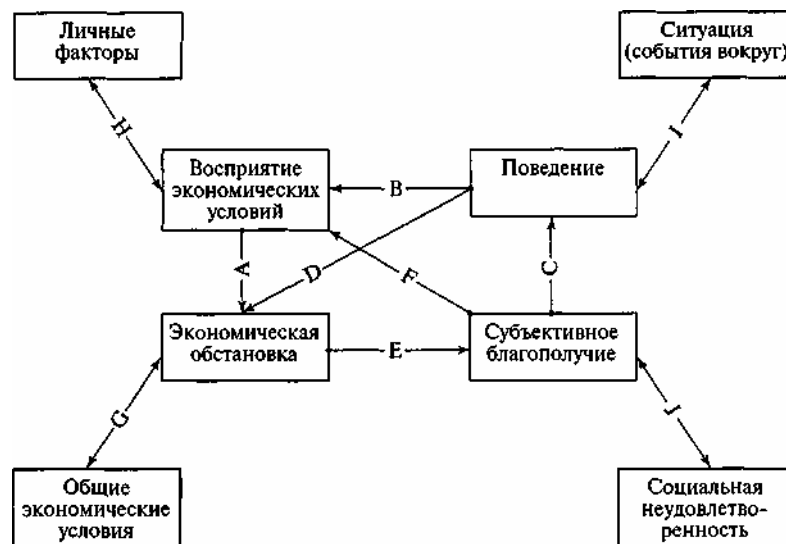 Личные
факторы
Ситуация
(события вокруг)
H
I
Восприятие
экономических
условий
B
Поведение
A
D
F
C
Экономическая
обстановка
E
Субъективное
благополучие
G
J
Общие
экономические
условия
Социальная
неудовлетво-
ренность